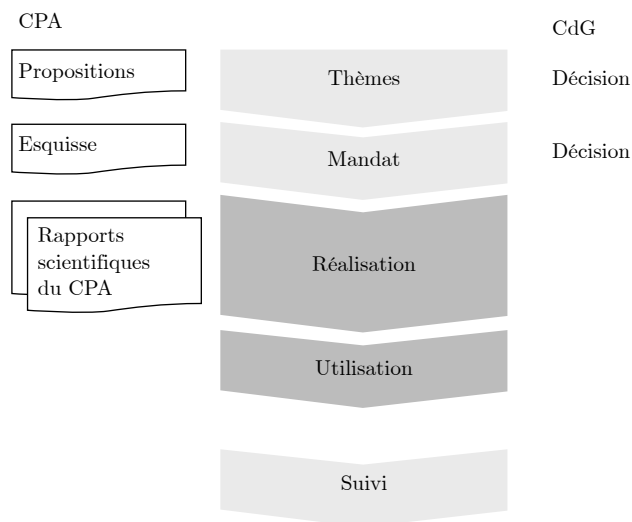 CPA
CdG
Propositions
Thèmes
Décision
Esquisse
Mandat
Décision
Rapports
scientifiques
du CPA
Réalisation
Utilisation
Suivi